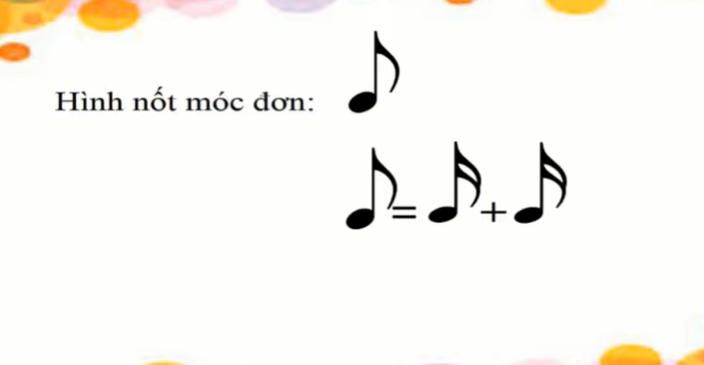 Hình nốt móc đơn: ♪
♪ = 𝅘𝅥𝅯 + 𝅘𝅥𝅯